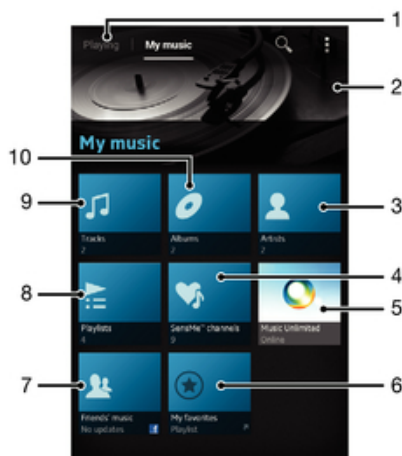 1
Playing My music
2
My music
10
9
3
Tracks Albums Artists
2 2 2
4
8
5
Playlists SensMe™ channels Music Unlimited
4 9 Online
7
6
Friends' music My favorites
No updates f Playlist P